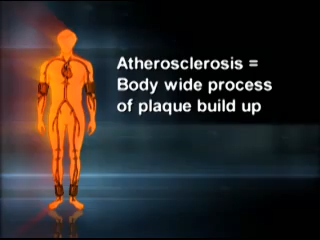 Atherosclerosis =
Body wide process
of plaque build up